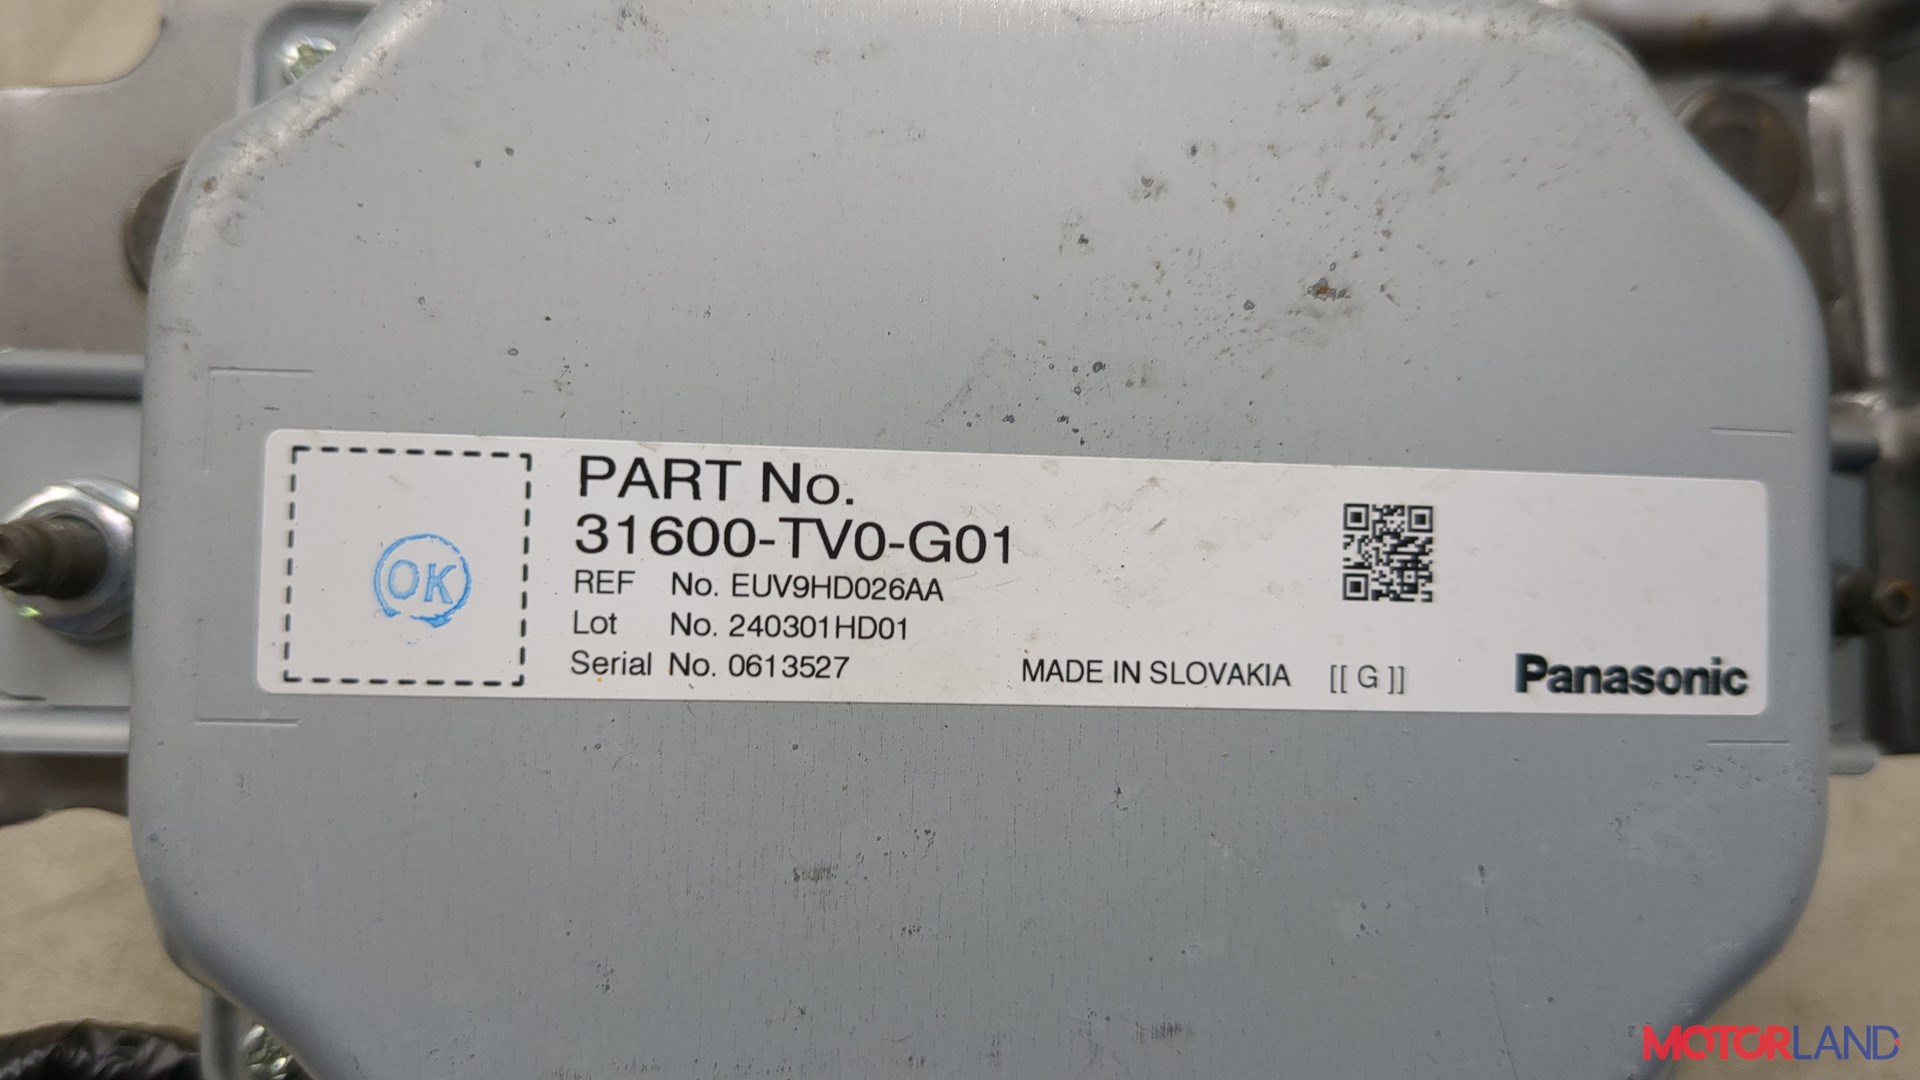 PART No.
31600-TV0-G01
REF No. EUV9HD026AA
Lot No. 240301HD01
Serial No. 0613527
OK
MADE IN SLOVAKIA [[ G ]]
Panasonic
MOTORLAND